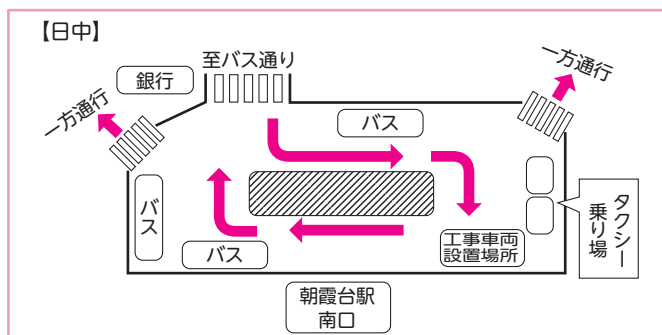 【日中】
至バス通り
銀行
一方通行
一方通行
バス
バス
バス
タクシー
乗り場
工事車両
設置場所
朝霞台駅
南口